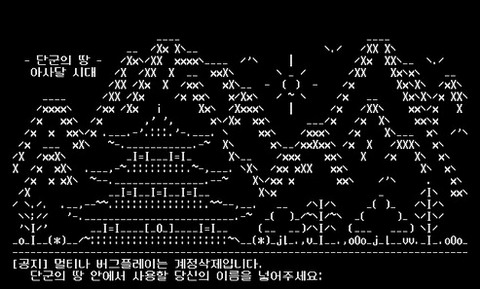 - 단군의 땅 -
아사달 시대
[공지] 멀티나 버그플레이는 계정삭제입니다.
단군의 땅 안에서 사용할 당신의 이름을 넣어주세요: